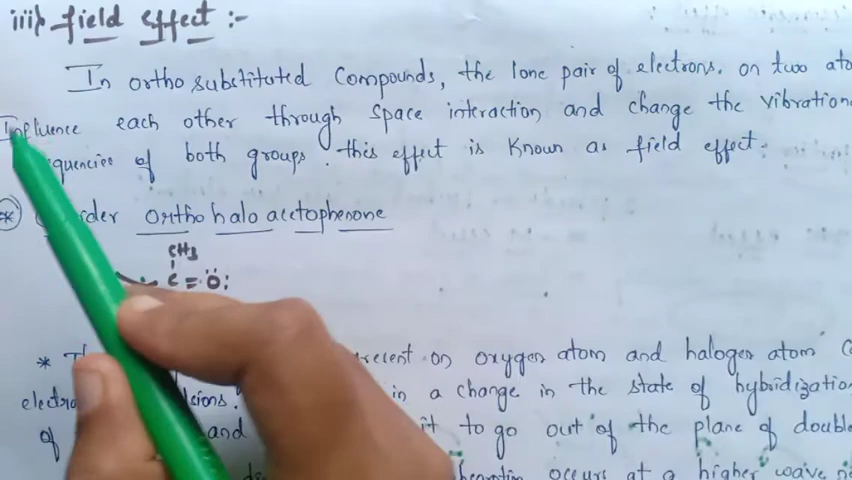 iii) field effect :-
In ortho substituted Compounds, the lone pair of electrons. on two
Influence each other through Space interaction and change the
of both groups. this effect is known as field effect.
* ortho halo acetophenone
CH3
C = O:
* present on oxygen atom and halogen atom
in a change in the state of hybridization
of and it to go out of the plane of double
occurs at a higher wave